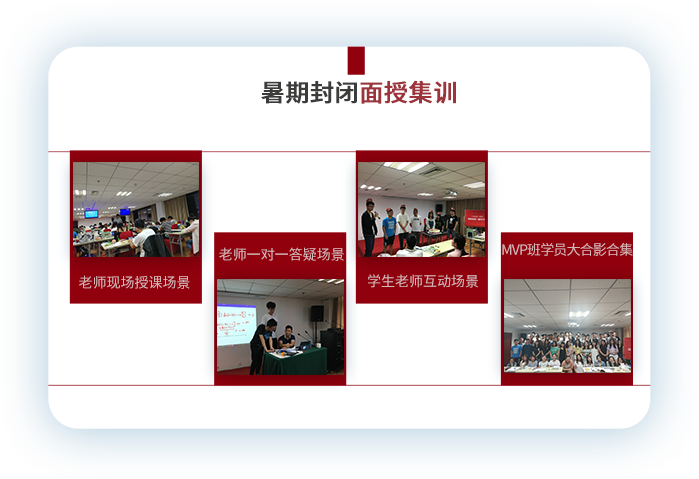 暑期封闭面授集训
老师现场授课场景
老师一对一答疑场景
学生老师互动场景
MVP班学员大合影合集